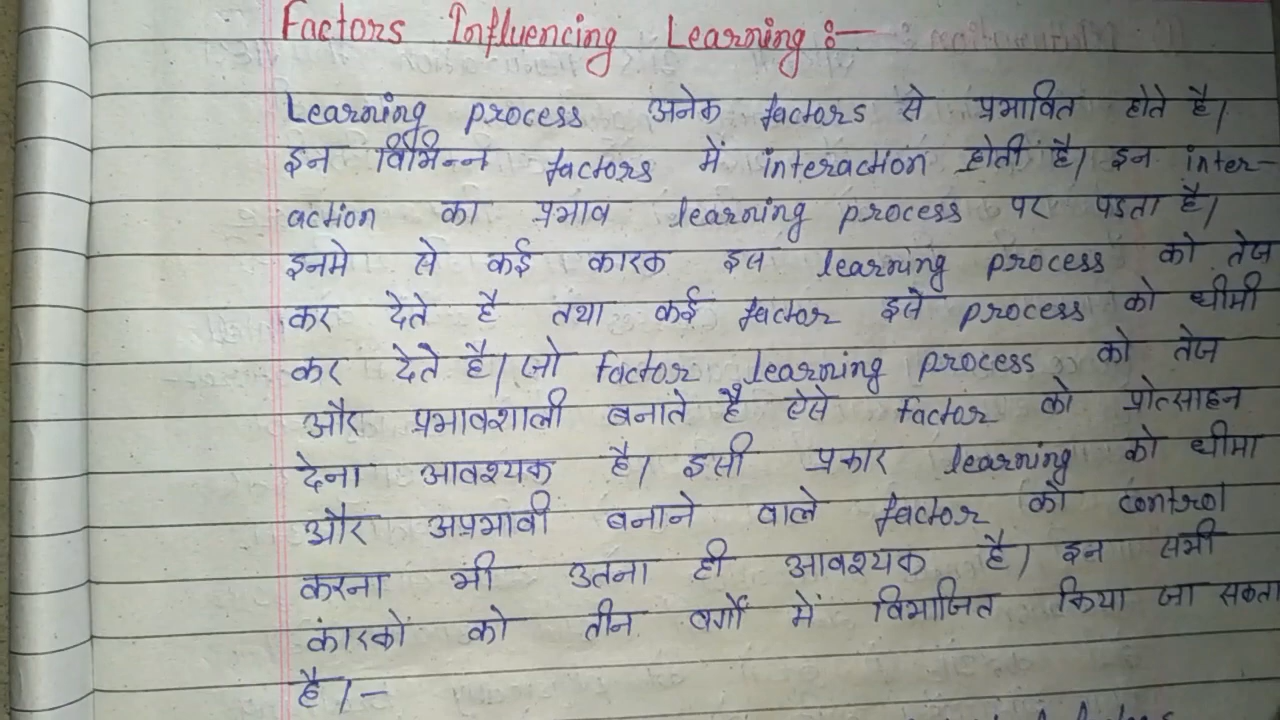 Factors Influencing Learning :—
Learning process अनेक factors से प्रभावित होते है।
इन विभिन्न factors में interaction होती है। इन inter-
action का प्रभाव learning process पर पडता है।
इनमे से कई कारक इस learning process को तेज
कर देते है तथा कई factor इसे process को धीमी
कर देते है। जो factor learning process को तेज
और प्रभावशाली बनाते है ऐसे factor को प्रोत्साहन
देना आवश्यक है। इसी प्रकार learning को धीमा
और अप्रभावी बनाने वाले factor को control
करना भी उतना ही आवश्यक है। इन सभी
कारकों को तीन वर्गों में विभाजित किया जा सकता
है।-